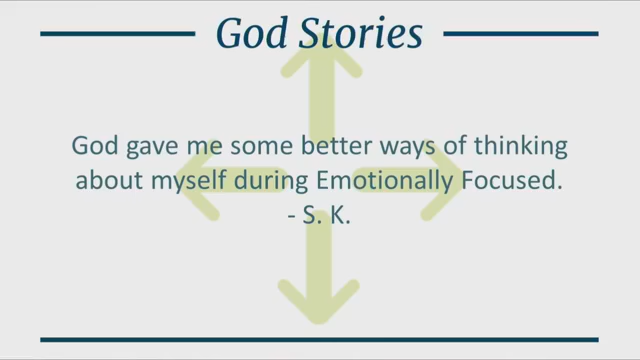 God Stories
God gave me some better ways of thinking
about myself during Emotionally Focused.
- S. K.